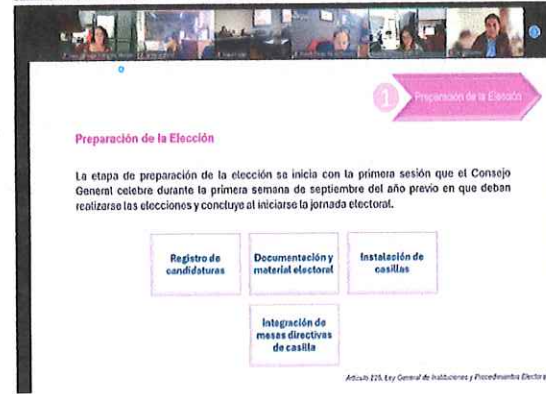 1
Preparación de la Elección
Preparación de la Elección
La etapa de preparación de la elección se inicia con la primera sesión que el Consejo
General celebre durante la primera semana de septiembre del año previo en que deban
realizarse las elecciones y concluye al iniciarse la jornada electoral.
Registro de
candidaturas
Documentación y
material electoral
Instalación de
casillas
Integración de
mesas directivas
de casilla
Artículo 225, Ley General de Instituciones y Procedimientos